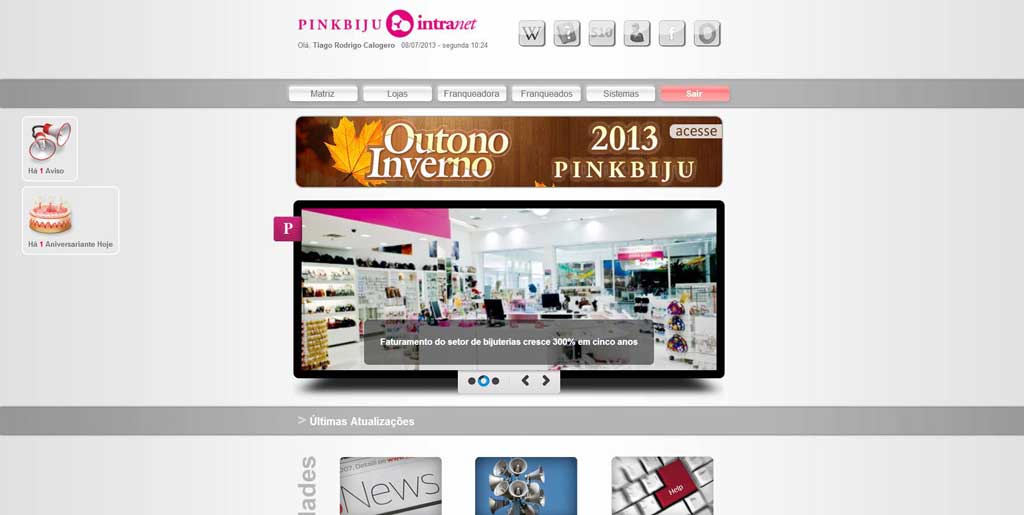 PINKBIJU intranet
Olá, Tiago Rodrigo Calogero 08/07/2013 - segunda 10:24
W
f
Matriz Lojas Franqueadora Franqueados Sistemas Sair
Há 1 Aviso
Há 1 Aniversariante Hoje
Outono
Inverno
2013
PINKBIJU
acesse
P
Faturamento do setor de bijuterias cresce 300% em cinco anos
> Últimas Atualizações
News
Help